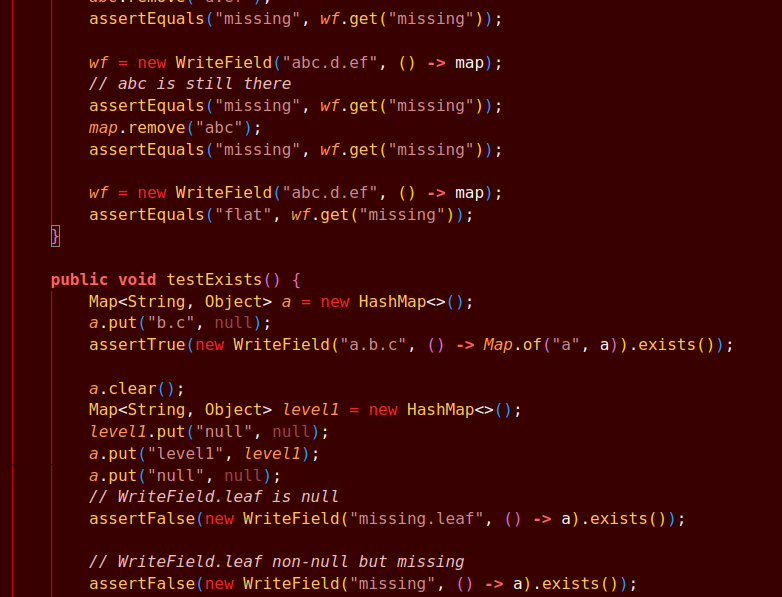 assertEquals("missing", wf.get("missing"));
wf = new WriteField("abc.d.ef", () -> map);
// abc is still there
assertEquals("missing", wf.get("missing"));
map.remove("abc");
assertEquals("missing", wf.get("missing"));
wf = new WriteField("abc.d.ef", () -> map);
assertEquals("flat", wf.get("missing"));
}
public void testExists() {
Map<String, Object> a = new HashMap<>();
a.put("b.c", null);
assertTrue(new WriteField("a.b.c", () -> Map.of("a", a)).exists());
a.clear();
Map<String, Object> level1 = new HashMap<>();
level1.put("null", null);
a.put("level1", level1);
a.put("null", null);
// WriteField.leaf is null
assertFalse(new WriteField("missing.leaf", () -> a).exists());
// WriteField.leaf non-null but missing
assertFalse(new WriteField("missing", () -> a).exists());